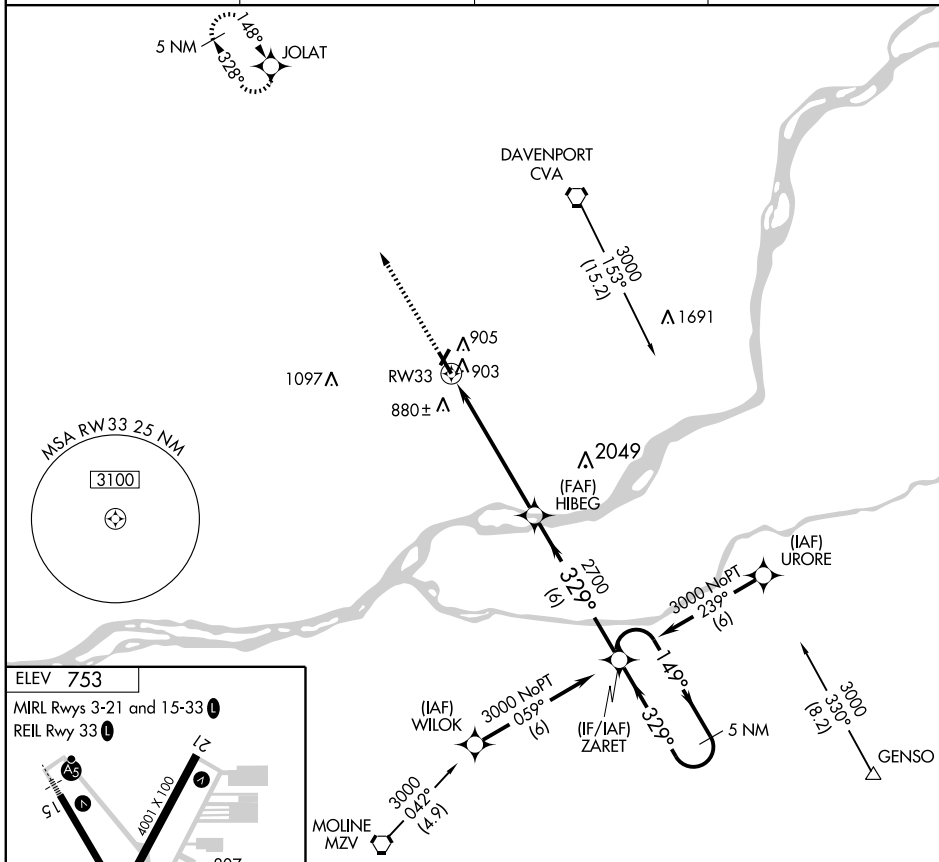 148°
5 NM
328°
JOLAT
DAVENPORT
CVA
3000
153°
(15.2)
1691
905
RW33
903
1097
880±
MSA RW33 25 NM
3100
2049
(FAF)
HIBEG
(IAF)
URORE
2700
329°
(6)
3000 NoPT
239°
(6)
149°
329°
5 NM
(IF/IAF)
ZARET
(IAF)
WILOK
3000 NoPT
059°
(6)
3000
330°
(8.2)
GENSO
3000
042°
(4.9)
MOLINE
MZV
ELEV 753
MIRL Rwys 3-21 and 15-33 L
REIL Rwy 33 L
A5
15
V
21
V
4001 X 100